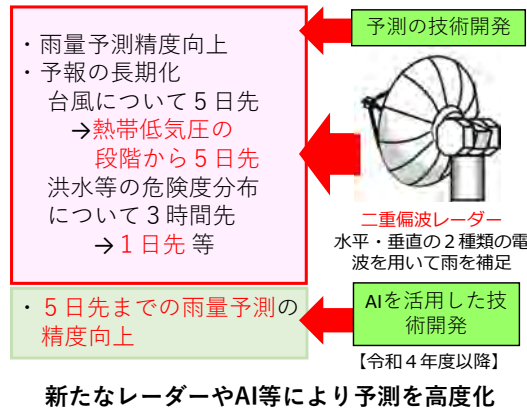 ・雨量予測精度向上
・予報の長期化
台風について５日先
→熱帯低気圧の
段階から５日先
洪水等の危険度分布
について３時間先
→１日先 等
・５日先までの雨量予測の
精度向上
予測の技術開発
二重偏波レーダー
水平・垂直の２種類の電
波を用いて雨を補足
AIを活用した技
術開発
【令和４年度以降】
新たなレーダーやAI等により予測を高度化